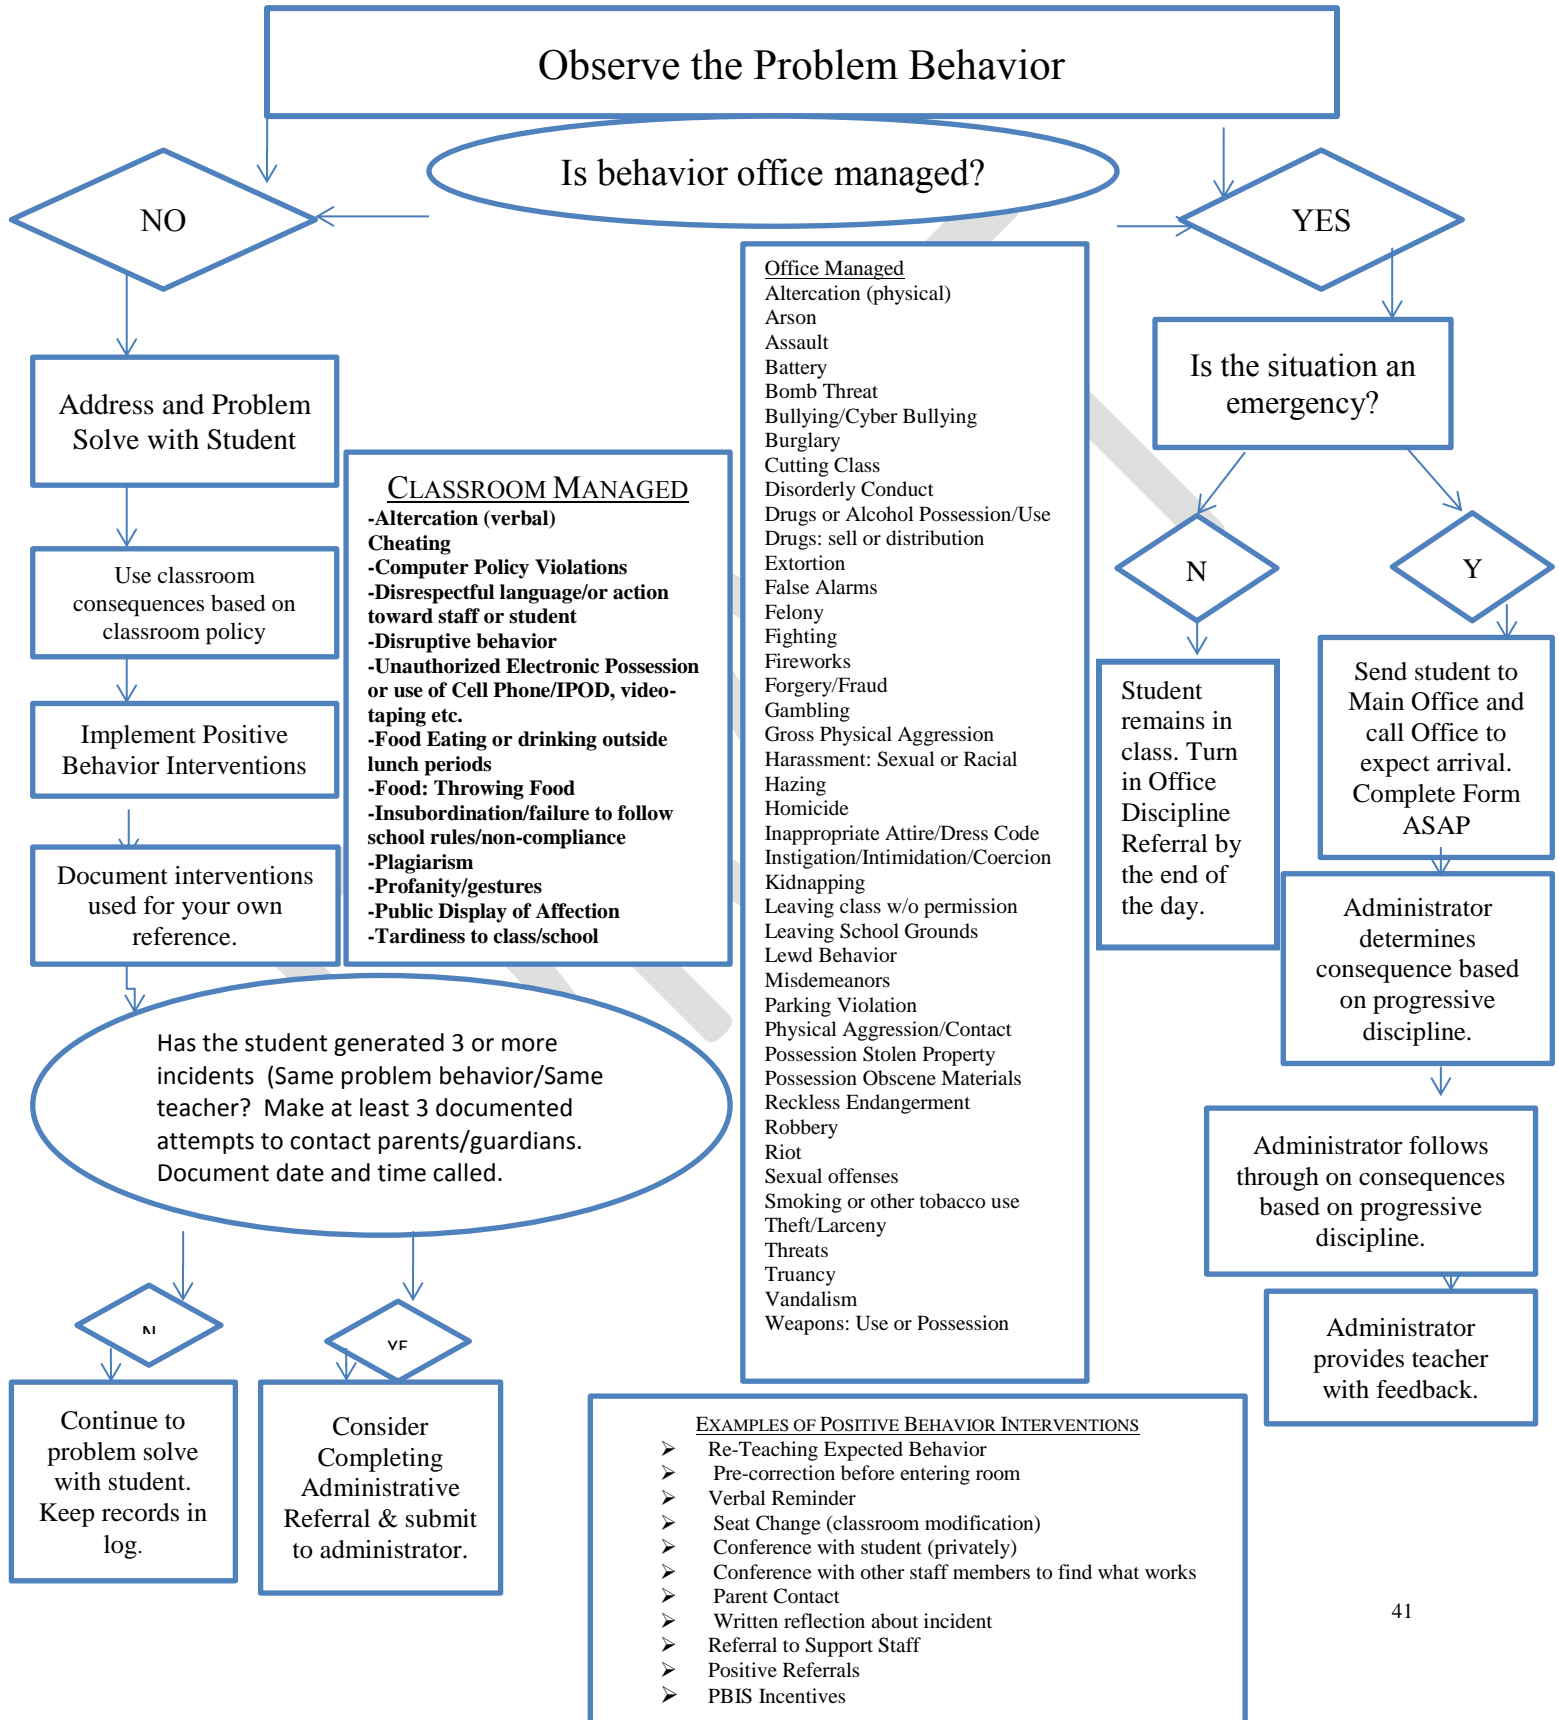 Observe the Problem Behavior
Is behavior office managed?
NO
YES
Address and Problem
Solve with Student
Use classroom
consequences based on
classroom policy
Implement Positive
Behavior Interventions
Document interventions
used for your own
reference.
CLASSROOM MANAGED
-Altercation (verbal)
Cheating
-Computer Policy Violations
-Disrespectful language/or action
toward staff or student
-Disruptive behavior
-Unauthorized Electronic Possession
or use of Cell Phone/IPOD, video-
taping etc.
-Food Eating or drinking outside
lunch periods
-Food: Throwing Food
-Insubordination/failure to follow
school rules/non-compliance
-Plagiarism
-Profanity/gestures
-Public Display of Affection
-Tardiness to class/school
Has the student generated 3 or more
incidents (Same problem behavior/Same
teacher? Make at least 3 documented
attempts to contact parents/guardians.
Document date and time called.
Continue to
problem solve
with student.
Keep records in
log.
Consider
Completing
Administrative
Referral & submit
to administrator.
Office Managed
Altercation (physical)
Arson
Assault
Battery
Bomb Threat
Bullying/Cyber Bullying
Burglary
Cutting Class
Disorderly Conduct
Drugs or Alcohol Possession/Use
Drugs: sell or distribution
Extortion
False Alarms
Felony
Fighting
Fireworks
Forgery/Fraud
Gambling
Gross Physical Aggression
Harassment: Sexual or Racial
Hazing
Homicide
Inappropriate Attire/Dress Code
Instigation/Intimidation/Coercion
Kidnapping
Leaving class w/o permission
Leaving School Grounds
Lewd Behavior
Misdemeanors
Parking Violation
Physical Aggression/Contact
Possession Stolen Property
Possession Obscene Materials
Reckless Endangerment
Robbery
Riot
Sexual offenses
Smoking or other tobacco use
Theft/Larceny
Threats
Truancy
Vandalism
Weapons: Use or Possession
Is the situation an
emergency?
N
Y
Student
remains in
class. Turn
in Office
Discipline
Referral by
the end of
the day.
Send student to
Main Office and
call Office to
expect arrival.
Complete Form
ASAP
Administrator
determines
consequence based
on progressive
discipline.
Administrator follows
through on consequences
based on progressive
discipline.
Administrator
provides teacher
with feedback.
EXAMPLES OF POSITIVE BEHAVIOR INTERVENTIONS
➢ Re-Teaching Expected Behavior
➢ Pre-correction before entering room
➢ Verbal Reminder
➢ Seat Change (classroom modification)
➢ Conference with student (privately)
➢ Conference with other staff members to find what works
➢ Parent Contact
➢ Written reflection about incident
➢ Referral to Support Staff
➢ Positive Referrals
➢ PBIS Incentives
41